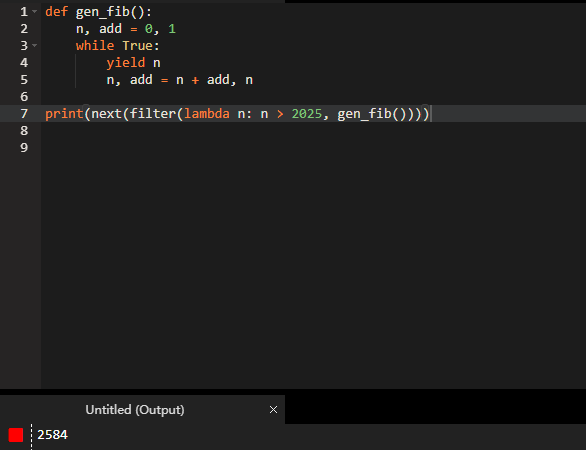 1 def gen_fib():
2     n, add = 0, 1
3     while True:
4         yield n
5         n, add = n + add, n
6
7 print(next(filter(lambda n: n > 2025, gen_fib())))
8
9
Untitled (Output) ×
2584